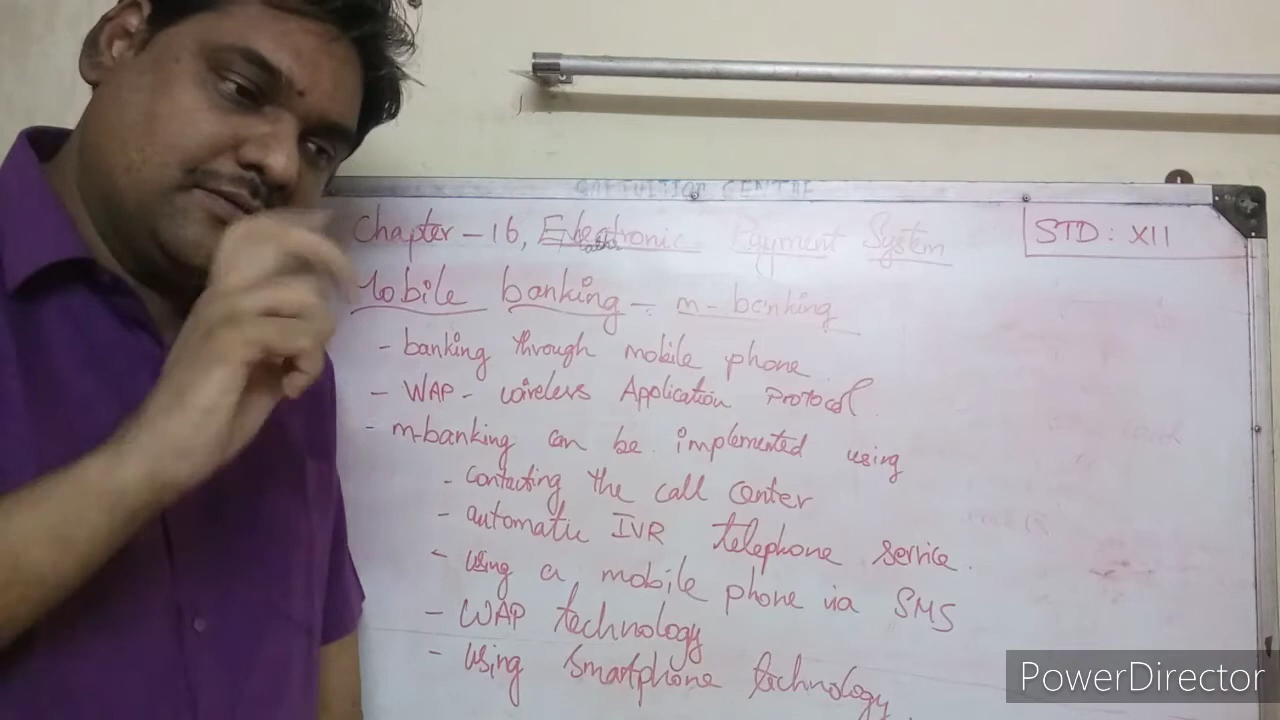 CENTRE
Chapter - 16, Electronic Payment System
STD : XII
Mobile banking - m-banking
- banking through mobile phone
- WAP - Wireless Application Protocol.
- m-banking can be implemented using
- contacting the call center
- automatic IVR telephone service.
- using a mobile phone via SMS
- WAP technology
- using smartphone technology.
PowerDirector